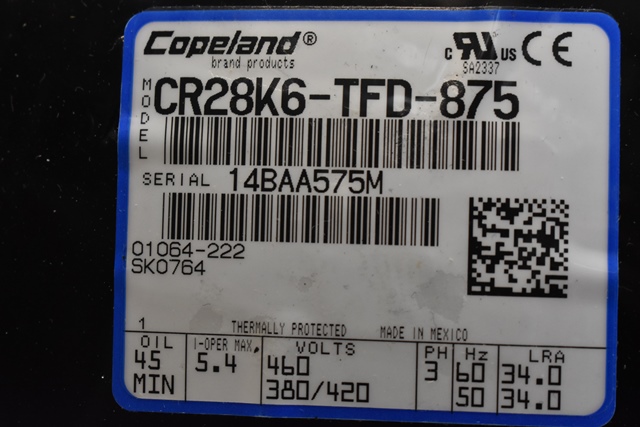 Copeland®
brand products
C UR US CE
SA2337
MODEL CR28K6-TFD-875
SERIAL 14BAA575M
01064-222
SK0764
1 THERMALLY PROTECTED MADE IN MEXICO
OIL I-OPER MAX. VOLTS PH Hz LRA
45 5.4 460 3 60 34.0
MIN 380/420 50 34.0